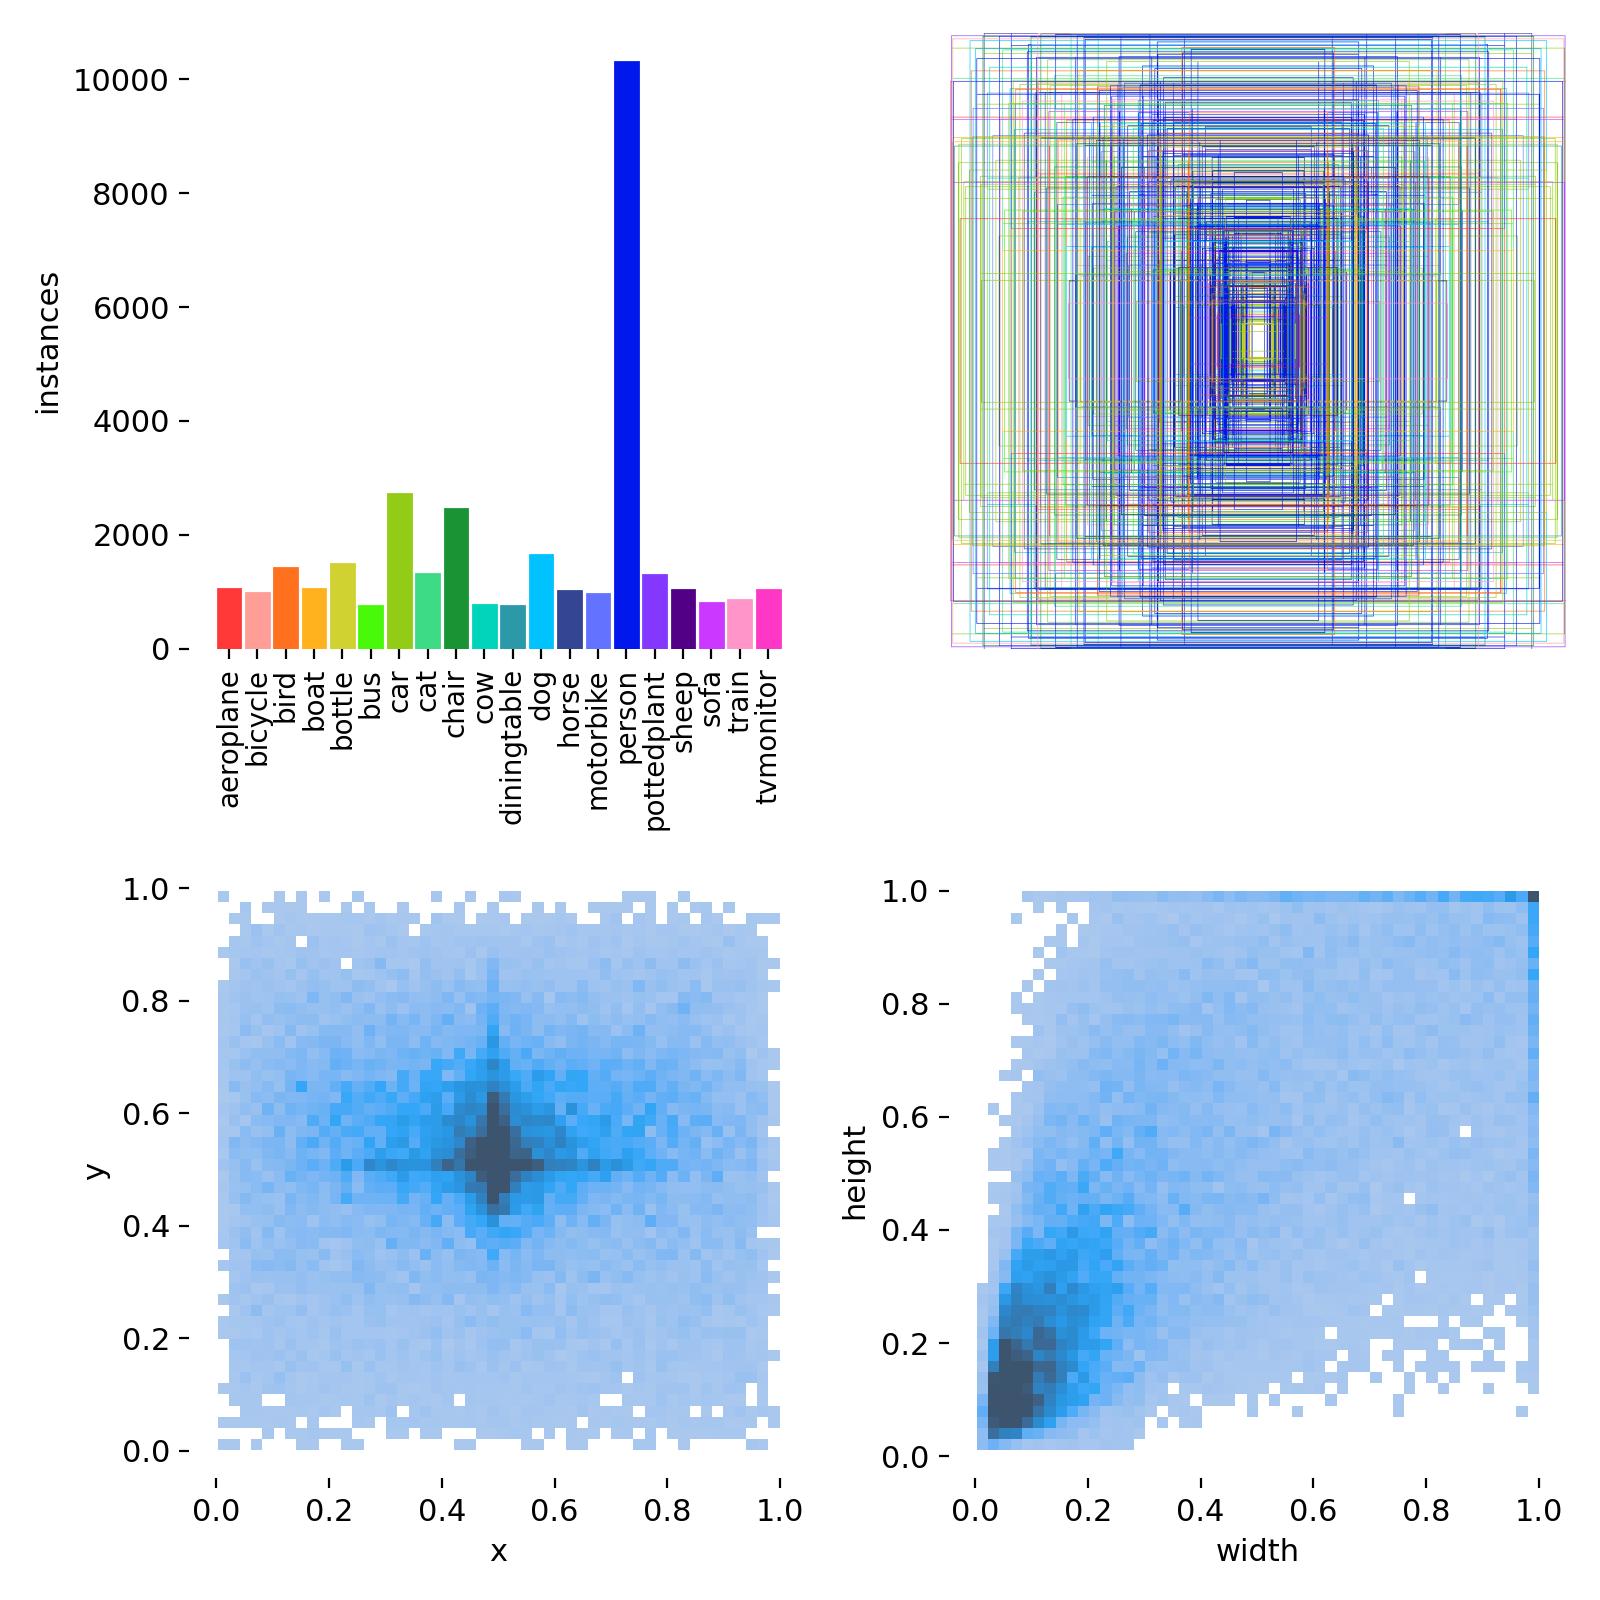 10000
8000
6000
4000
2000
0
instances
aeroplane
bicycle
bird
boat
bottle
bus
car
cat
chair
cow
diningtable
dog
horse
motorbike
person
pottedplant
sheep
sofa
train
tvmonitor
1.0
0.8
0.6
0.4
0.2
0.0
y
0.0 0.2 0.4 0.6 0.8 1.0
x
1.0
0.8
0.6
0.4
0.2
0.0
height
0.0 0.2 0.4 0.6 0.8 1.0
width